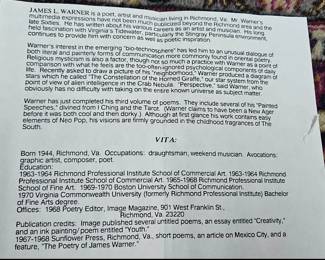 JAMES L. WARNER is a poet, artist and musician living in Richmond, Va. Mr. Warner's
multimedia expressions have not been much published beyond the Richmond area and the
late Sixties. He has written about his various careers as an artist and musician. His long
held fascination with Virginia's Tidewater, particularly the Stingray Peninsula environment,
continues to provide him with concern as well as poetic inspiration.
Warner's interest in the emerging "bio-technosphere" has led him to an unusual dialogue of
both literal and painterly forms of communication more commonly found in oriental poetry.
Religious mysticism is also a factor, though not so much a practice with Warner as a point of
comparison with what he feels are the too-often-ignored psychological components of daily
life. Recently asked to draw a picture of his "neighborhood," Warner produced a diagram of
stars which he called "The Constellation of the Horned Giraffe," our star system from the
point of view of alien intelligence in the Crab Nebula. "Perspective," said Warner, who
obviously has no difficulty with taking on the entire known universe as subject matter.
Warner has just completed his third volume of poems. They include several of his "Painted
Speeches," divined from I Ching and the Tarot. (Warner claims to have been a New Ager
before it was both cool and then dorky.) Although at first glance his work contains early
elements of Neo Pop, his visions are firmly grounded in the childhood fragrances of The
South.
VITA:
Born 1944, Richmond, Va. Occupations: draughtsman, weekend musician. Avocations:
graphic artist, composer, poet.
Education:
1963-1964 Richmond Professional Institute School of Commercial Art. 1963-1964 Richmond
Professional Institute School of Commercial Art. 1965-1968 Richmond Professional Institute
School of Fine Art. 1969-1970 Boston University School of Communication.
1970 Virginia Commonwealth University (formerly Richmond Professional Institute) Bachelor
of Fine Arts degree.
Offices: 1968 Poetry Editor, Image Magazine, 901 West Franklin St.,
Richmond, Va. 23220
Publication credits: Image published several untitled poems, an essay entitled "Creativity,"
and an ink painting/ poem entitled "Youth."
1967-1968 Sunflower Press, Richmond, Va., short poems, an article on Mexico City, and a
feature, "The Poetry of James Warner."